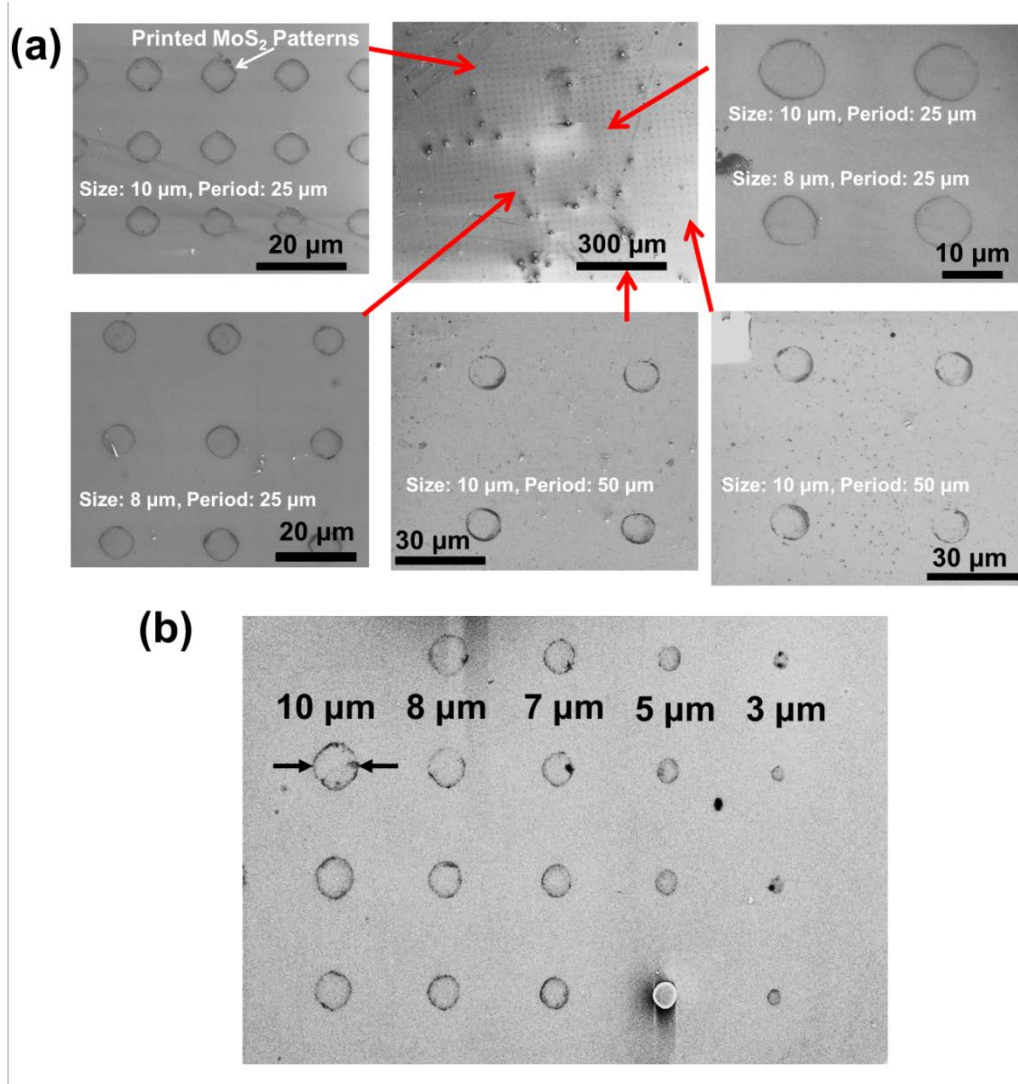 (a)
Printed MoS₂ Patterns
Size: 10 µm, Period: 25 µm
20 µm
300 µm
Size: 10 µm, Period: 25 µm
Size: 8 µm, Period: 25 µm
10 µm
Size: 8 µm, Period: 25 µm
20 µm
Size: 10 µm, Period: 50 µm
30 µm
Size: 10 µm, Period: 50 µm
30 µm
(b)
10 µm 8 µm 7 µm 5 µm 3 µm